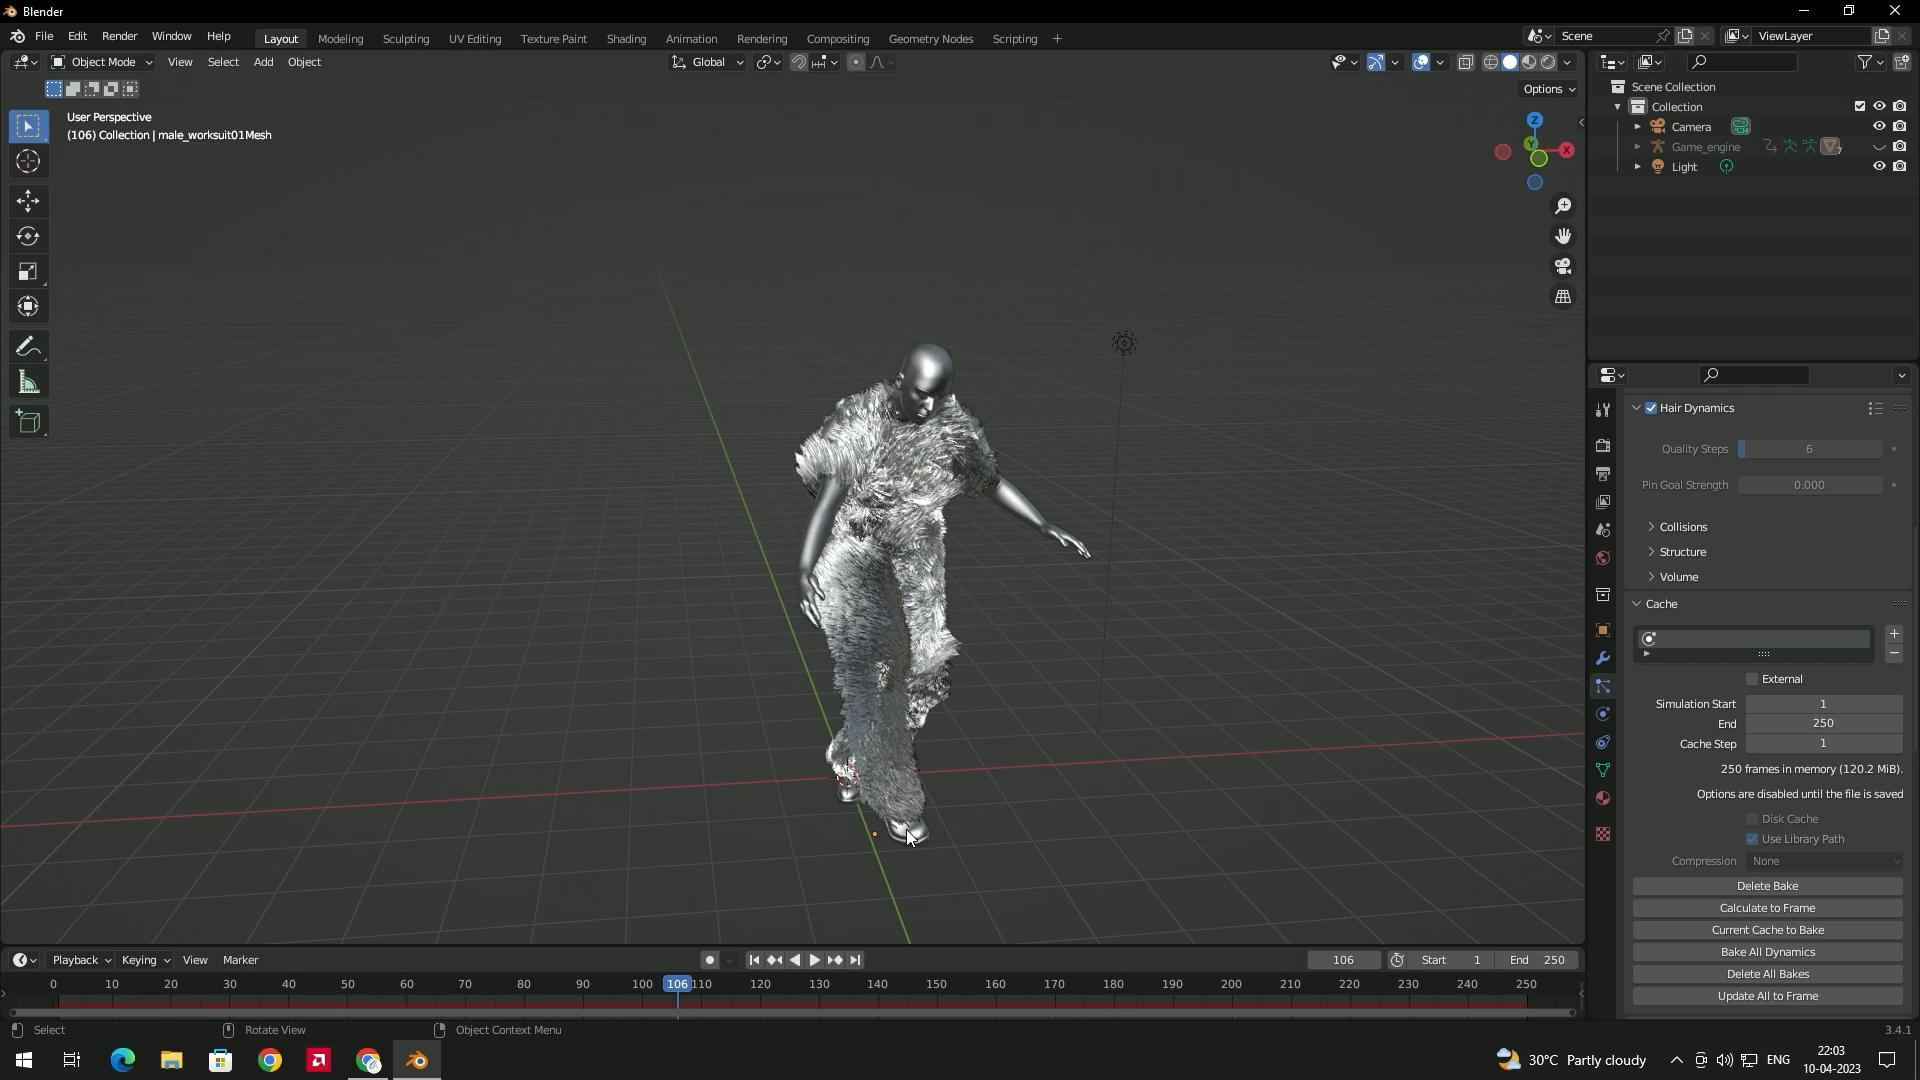 Blender
File Edit Render Window Help
Layout Modeling Sculpting UV Editing Texture Paint Shading Animation Rendering Compositing Geometry Nodes Scripting +
Scene
ViewLayer
Object Mode View Select Add Object
Global
Options
User Perspective
(106) Collection | male_worksuit01Mesh
Z
Y
X
Scene Collection
Collection
Camera
Game_engine
7
Light
Hair Dynamics
Quality Steps 6
Pin Goal Strength 0.000
Collisions
Structure
Volume
Cache
External
Simulation Start 1
End 250
Cache Step 1
250 frames in memory (120.2 MiB).
Options are disabled until the file is saved
Disk Cache
Use Library Path
Compression None
Delete Bake
Calculate to Frame
Current Cache to Bake
Bake All Dynamics
Delete All Bakes
Update All to Frame
Playback Keying View Marker
106 Start 1 End 250
0 10 20 30 40 50 60 70 80 90 100 106 110 120 130 140 150 160 170 180 190 200 210 220 230 240 250
Select Rotate View Object Context Menu
3.4.1
30°C Partly cloudy ENG
22:03
10-04-2023